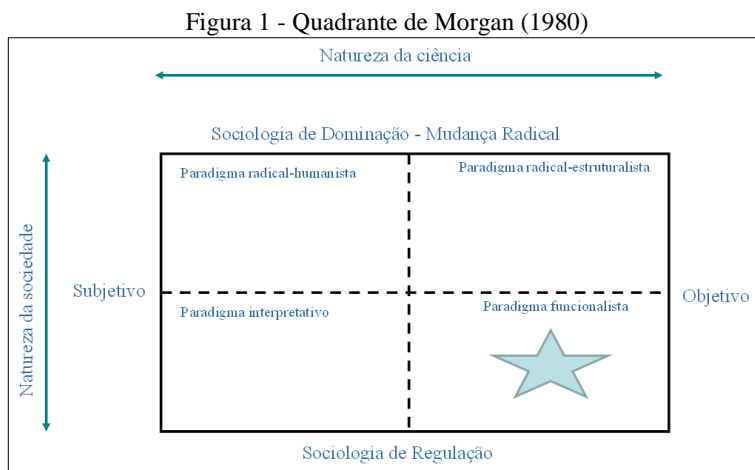 Figura 1 - Quadrante de Morgan (1980)
Natureza da ciência
Sociologia de Dominação - Mudança Radical
Paradigma radical-humanista
Paradigma radical-estruturalista
Natureza da sociedade
Subjetivo
Objetivo
Paradigma interpretativo
Paradigma funcionalista
Sociologia de Regulação